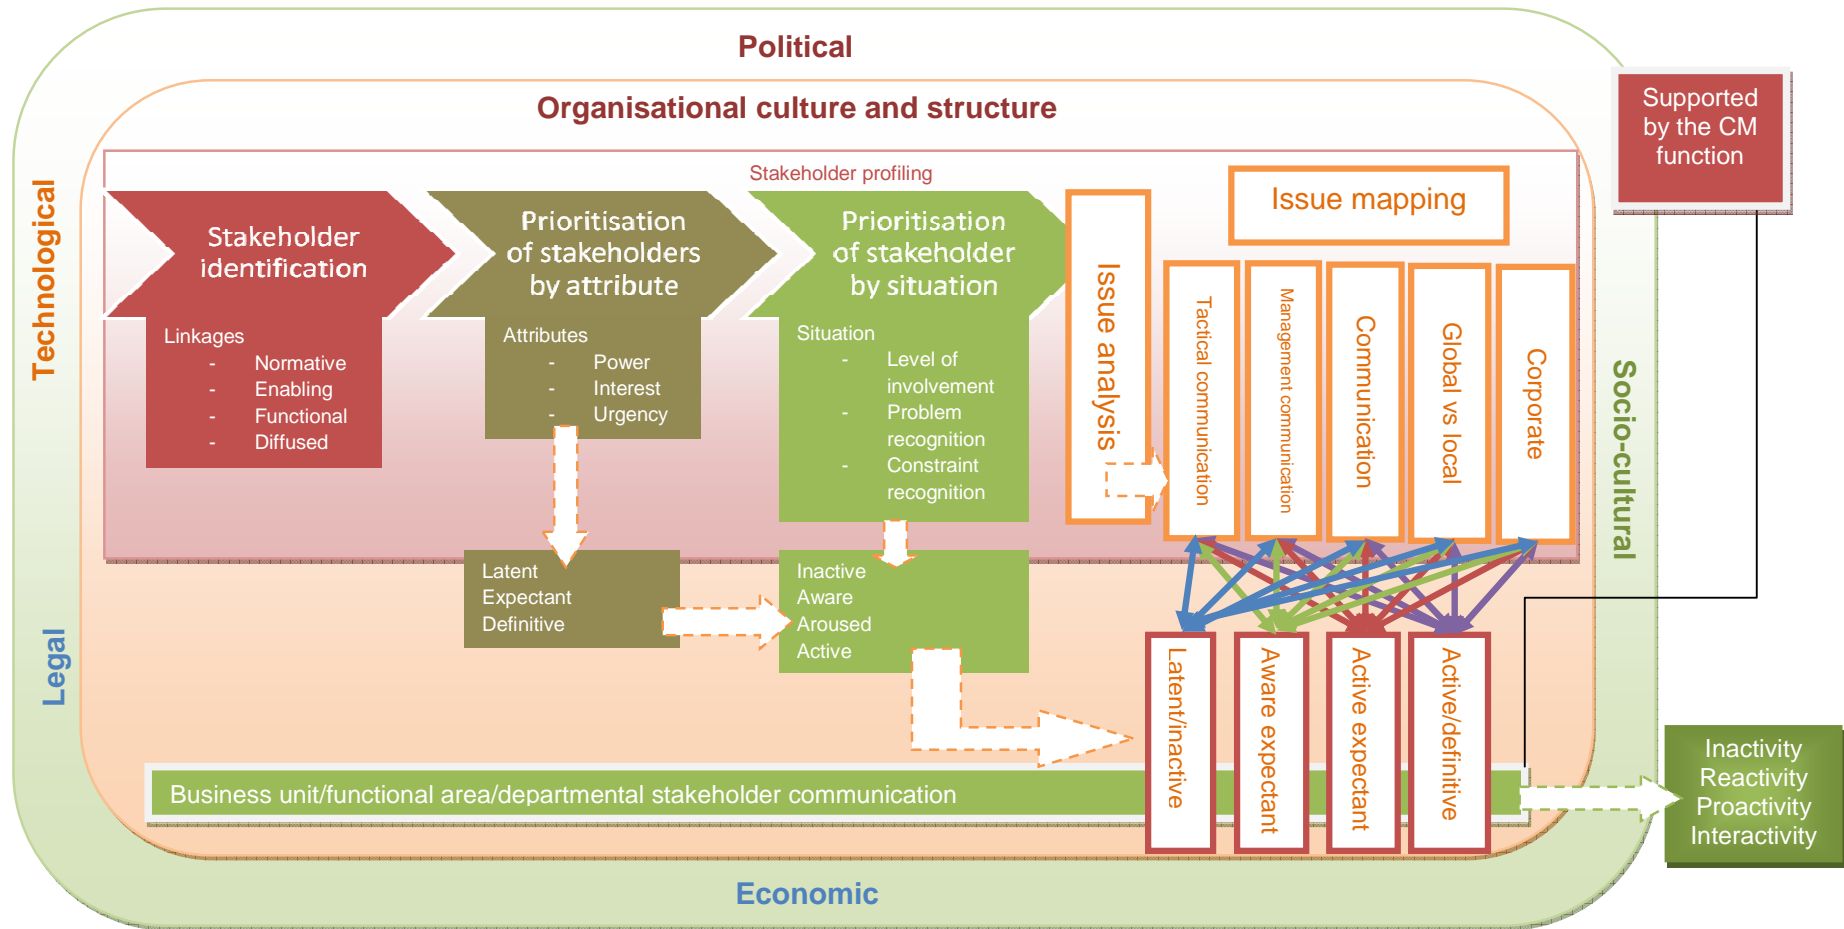 Political
Organisational culture and structure
Supported
by the CM
function
Technological
Legal
Socio-cultural
Economic
Stakeholder profiling
Stakeholder
identification
Linkages
- Normative
- Enabling
- Functional
- Diffused
Prioritisation
of stakeholders
by attribute
Attributes
- Power
- Interest
- Urgency
Prioritisation
of stakeholder
by situation
Situation
- Level of
involvement
- Problem
recognition
- Constraint
recognition
Issue analysis
Issue mapping
Tactical communication
Management communication
Communication
Global vs local
Corporate
Latent
Expectant
Definitive
Inactive
Aware
Aroused
Active
Latent/inactive
Aware expectant
Active expectant
Active/definitive
Business unit/functional area/departmental stakeholder communication
Inactivity
Reactivity
Proactivity
Interactivity